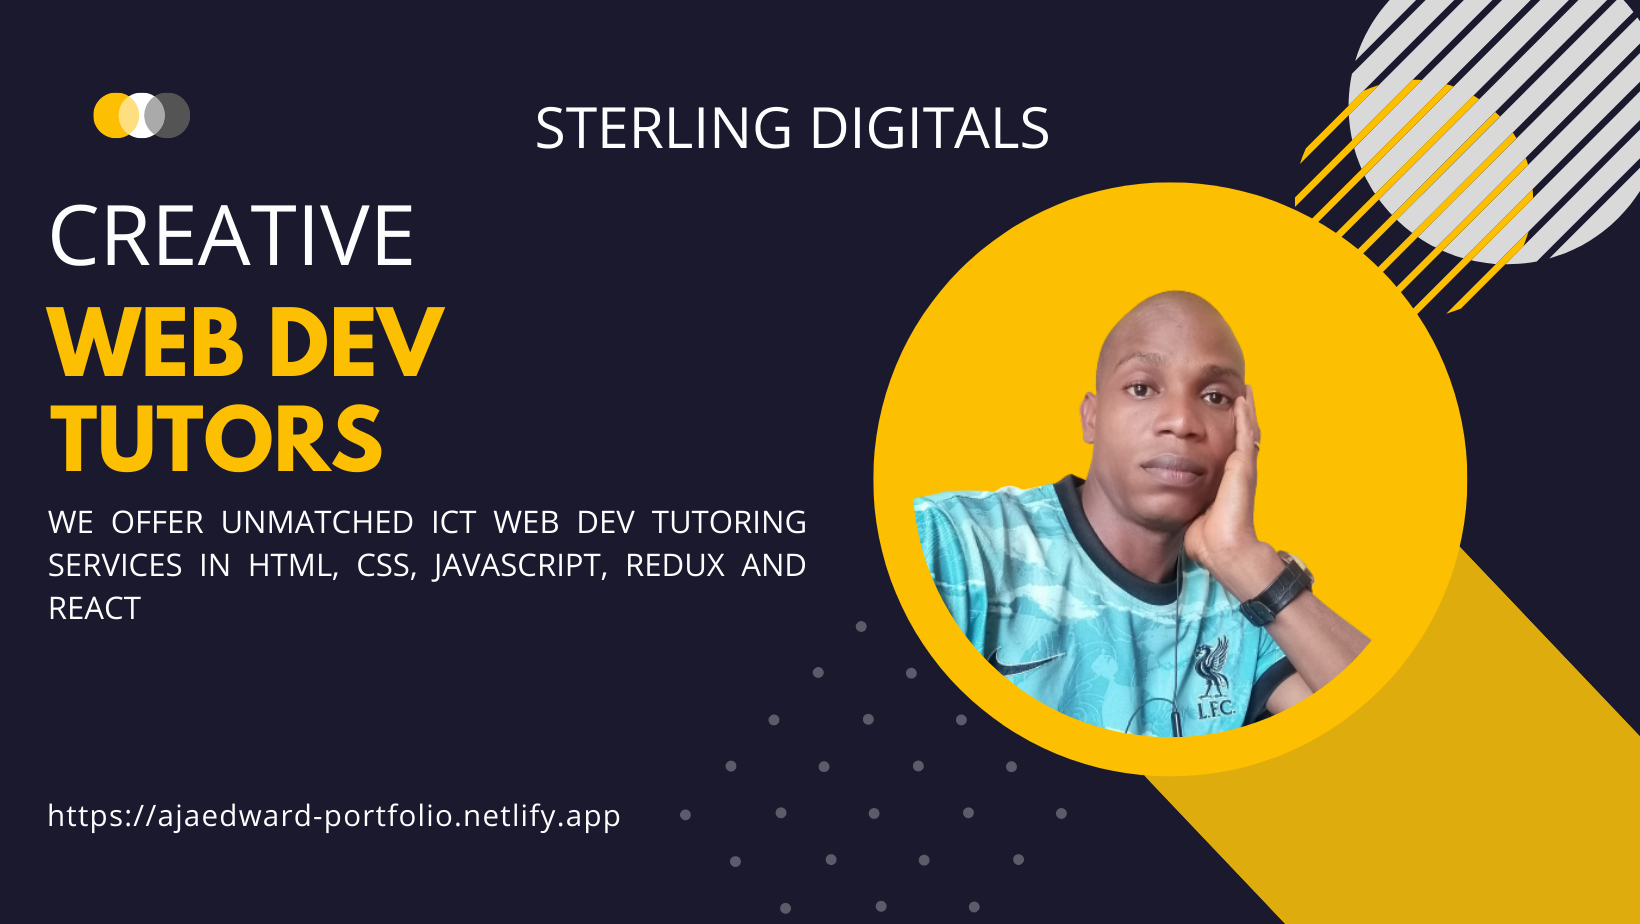 STERLING DIGITALS
CREATIVE
WEB DEV
TUTORS
WE OFFER UNMATCHED ICT WEB DEV TUTORING
SERVICES IN HTML, CSS, JAVASCRIPT, REDUX AND
REACT
L.F.C.
https://ajaedward-portfolio.netlify.app